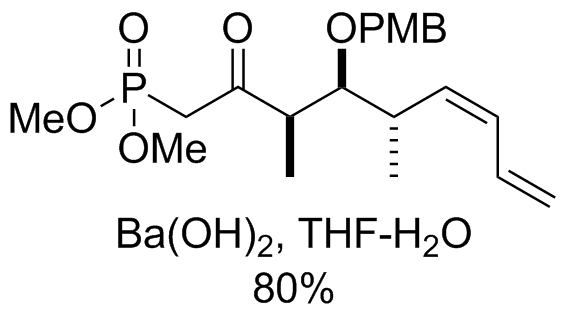 O O OPMB
P
MeO
OMe
Ba(OH)₂, THF-H₂O
80%